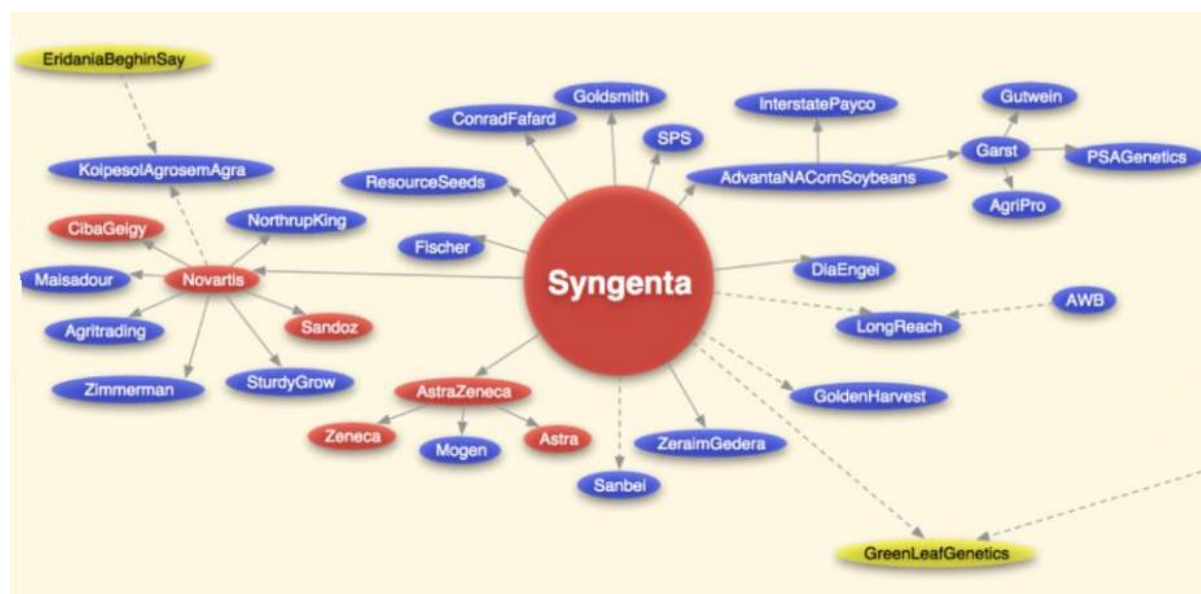 EridaniaBeghinSay
Goldsmith
InterstatePayco
Gutwein
ConradFafard
SPS
Garst
PSAGenetics
KoipesolAgrosemAgra
ResourceSeeds
AdvantaNAComSoybeans
AgriPro
CibaGeigy
NorthrupKing
Fischer
Maisadour
Novartis
Syngenta
DiaEngei
AWB
Agritrading
Sandoz
LongReach
Zimmerman
SturdyGrow
AstraZeneca
GoldenHarvest
Zeneca
Mogen
Astra
ZeraimGedera
Sanbei
GreenLeafGenetics